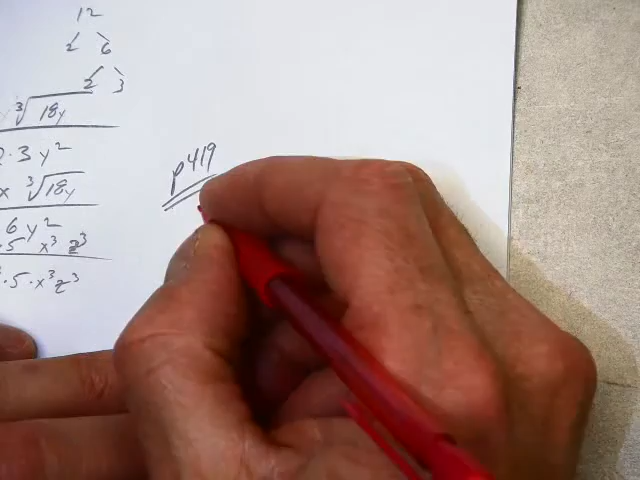 12
2 6
2 3
∛18y
2·3y²
x ∛18y
6y²
·5 x³ z³
·5·x³z³
p419